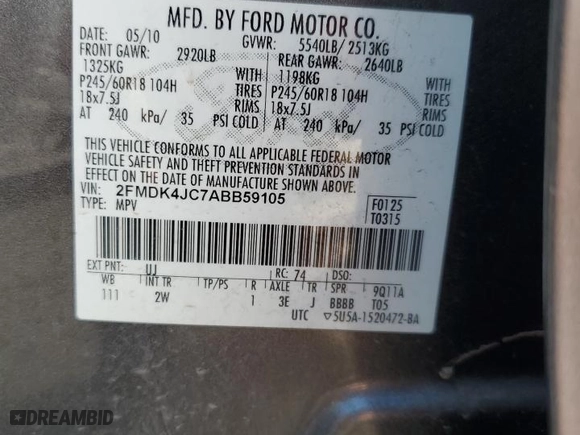 MFD. BY FORD MOTOR CO.
DATE: 05/10 GVWR: 5540LB/ 2513KG
FRONT GAWR: 2920LB REAR GAWR: 2640LB
1325KG 1198KG
P245/60R18 104H TIRES P245/60R18 104H TIRES
18x7.5J RIMS 18x7.5J RIMS
AT 240 kPa/ 35 PSI COLD AT 240 kPa/ 35 PSI COLD
THIS VEHICLE CONFORMS TO ALL APPLICABLE FEDERAL MOTOR
VEHICLE SAFETY AND THEFT PREVENTION STANDARDS IN
EFFECT ON THE DATE OF MANUFACTURE SHOWN ABOVE.
VIN: 2FMDK4JC7ABB59105 F0125
TYPE: MPV T0315
EXT PNT: UJ RC: 74 DSO:
WB INT TR TP/PS R AXLE TR SPR 9Q11A
111 2W 1 3E J BBBB T05
UTC ▽5U5A-1520472-BA
DREAMBID